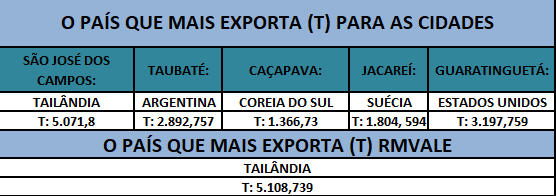 O PAÍS QUE MAIS EXPORTA (T) PARA AS CIDADES
SÃO JOSÉ DOS CAMPOS: TAUBATÉ: CAÇAPAVA: JACAREÍ: GUARATINGUETÁ:
TAILÂNDIA ARGENTINA COREIA DO SUL SUÉCIA ESTADOS UNIDOS
T: 5.071,8 T: 2.892,757 T: 1.366,73 T: 1.804, 594 T: 3.197,759
O PAÍS QUE MAIS EXPORTA (T) RMVALE
TAILÂNDIA
T: 5.108,739